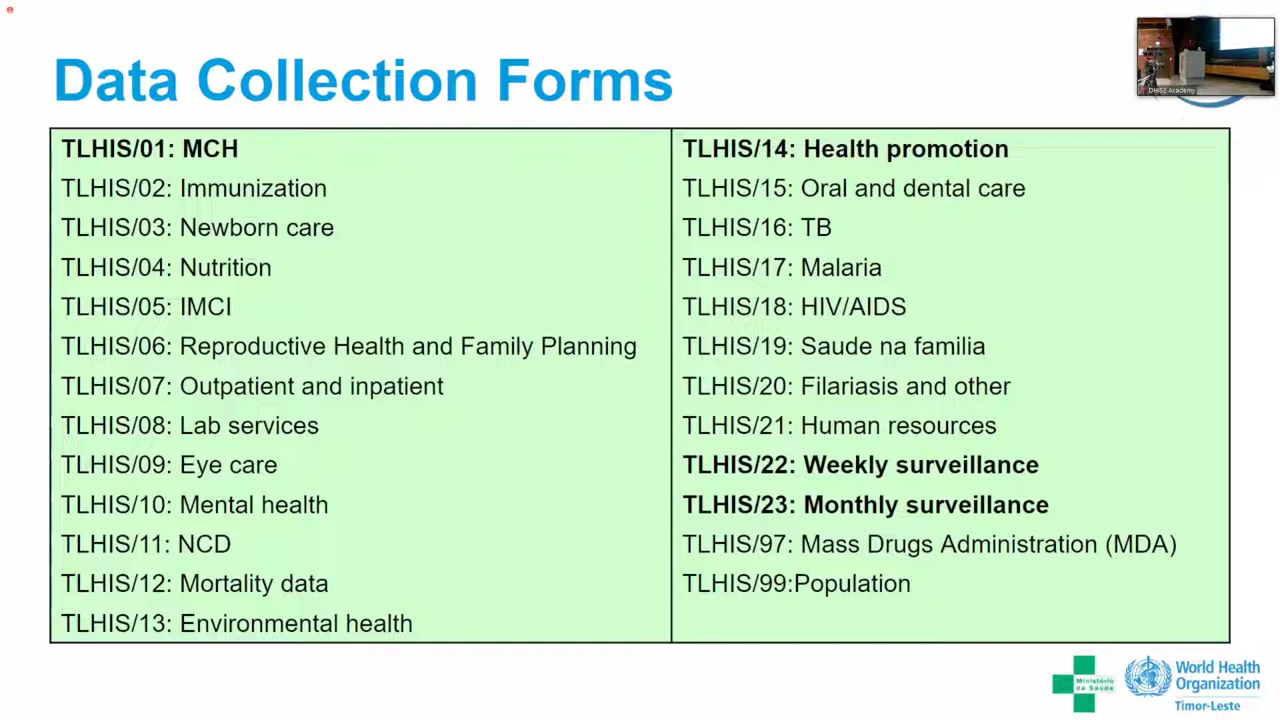 Data Collection Forms
DHIS2 Academy
TLHIS/01: MCH
TLHIS/02: Immunization
TLHIS/03: Newborn care
TLHIS/04: Nutrition
TLHIS/05: IMCI
TLHIS/06: Reproductive Health and Family Planning
TLHIS/07: Outpatient and inpatient
TLHIS/08: Lab services
TLHIS/09: Eye care
TLHIS/10: Mental health
TLHIS/11: NCD
TLHIS/12: Mortality data
TLHIS/13: Environmental health
TLHIS/14: Health promotion
TLHIS/15: Oral and dental care
TLHIS/16: TB
TLHIS/17: Malaria
TLHIS/18: HIV/AIDS
TLHIS/19: Saude na familia
TLHIS/20: Filariasis and other
TLHIS/21: Human resources
TLHIS/22: Weekly surveillance
TLHIS/23: Monthly surveillance
TLHIS/97: Mass Drugs Administration (MDA)
TLHIS/99:Population
Ministério
da Saúde
World Health
Organization
Timor-Leste